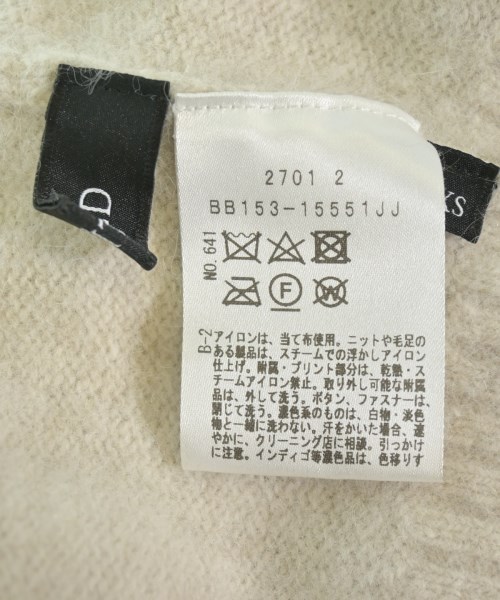 2701 2
BB153-15551JJ
NO. 641
F
W
B-2
アイロンは、当て布使用。ニットや毛足の
ある製品は、スチームでの浮かしアイロン
仕上げ。附属・プリント部分は、乾熱・ス
チームアイロン禁止。取り外し可能な附属
品は、外して洗う。ボタン、ファスナーは、
閉じて洗う。濃色系のものは、白物・淡色
物と一緒に洗わない。汗をかいた場合、速
やかに、クリーニング店に相談。引っかけ
に注意。インディゴ等濃色品は、色移りす
D
KS